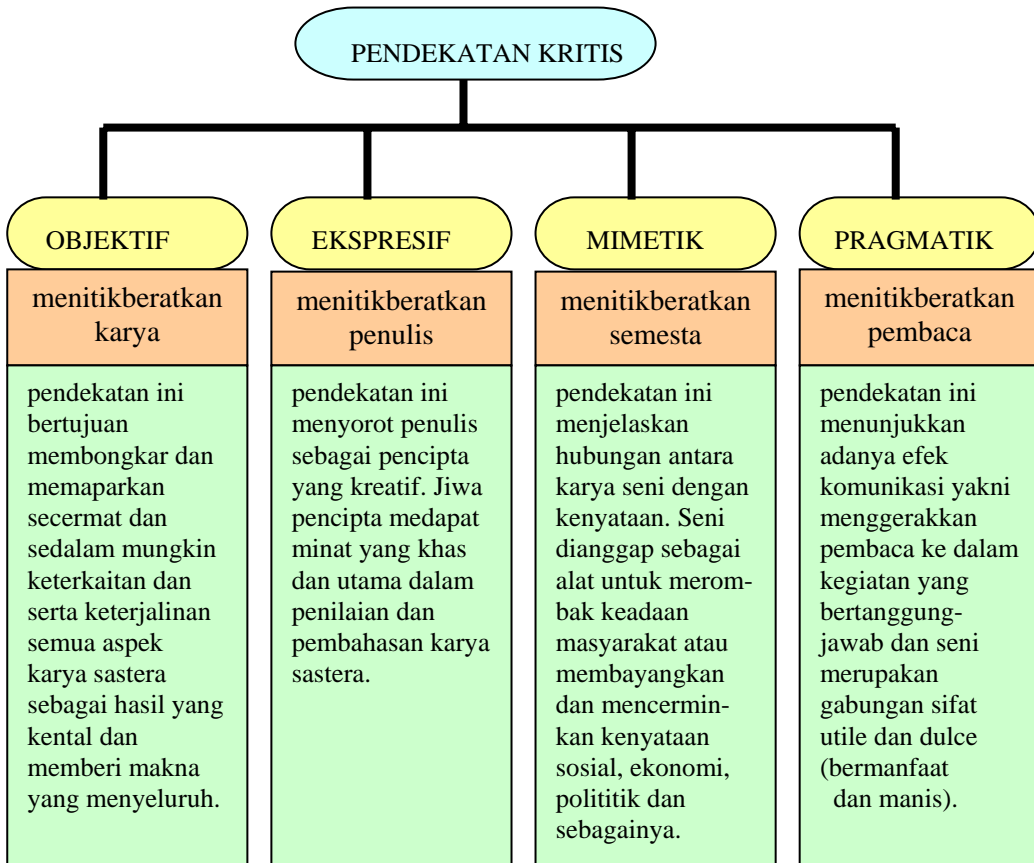 PENDEKATAN KRITIS
OBJEKTIF
menitikberatkan
karya
pendekatan ini
bertujuan
membongkar dan
memaparkan
secermat dan
sedalam mungkin
keterkaitan dan
serta keterjalinan
semua aspek
karya sastera
sebagai hasil yang
kental dan
memberi makna
yang menyeluruh.
EKSPRESIF
menitikberatkan
penulis
pendekatan ini
menyorot penulis
sebagai pencipta
yang kreatif. Jiwa
pencipta medapat
minat yang khas
dan utama dalam
penilaian dan
pembahasan karya
sastera.
MIMETIK
menitikberatkan
semesta
pendekatan ini
menjelaskan
hubungan antara
karya seni dengan
kenyataan. Seni
dianggap sebagai
alat untuk merom-
bak keadaan
masyarakat atau
membayangkan
dan mencermin-
kan kenyataan
sosial, ekonomi,
polititik dan
sebagainya.
PRAGMATIK
menitikberatkan
pembaca
pendekatan ini
menunjukkan
adanya efek
komunikasi yakni
menggerakkan
pembaca ke dalam
kegiatan yang
bertanggung-
jawab dan seni
merupakan
gabungan sifat
utile dan dulce
(bermanfaat
dan manis).